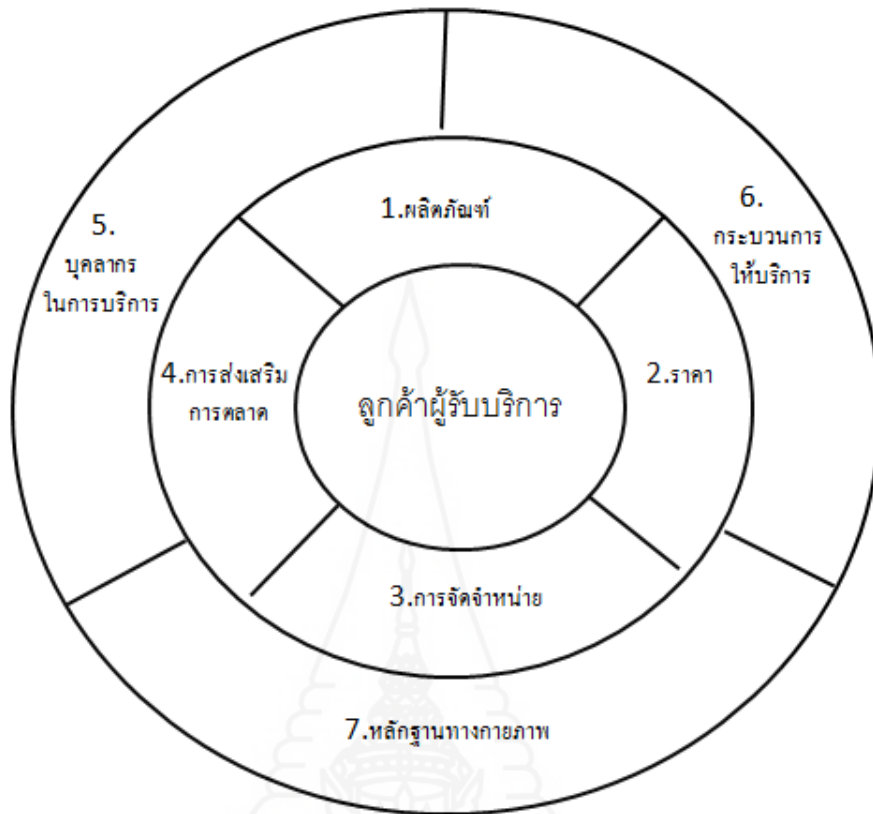 1.ผลิตภัณฑ์
2.ราคา
3.การจัดจำหน่าย
4.การส่งเสริม
การตลาด
5.
บุคลากร
ในการบริการ
6.
กระบวนการ
ให้บริการ
7.หลักฐานทางกายภาพ
ลูกค้าผู้รับบริการ